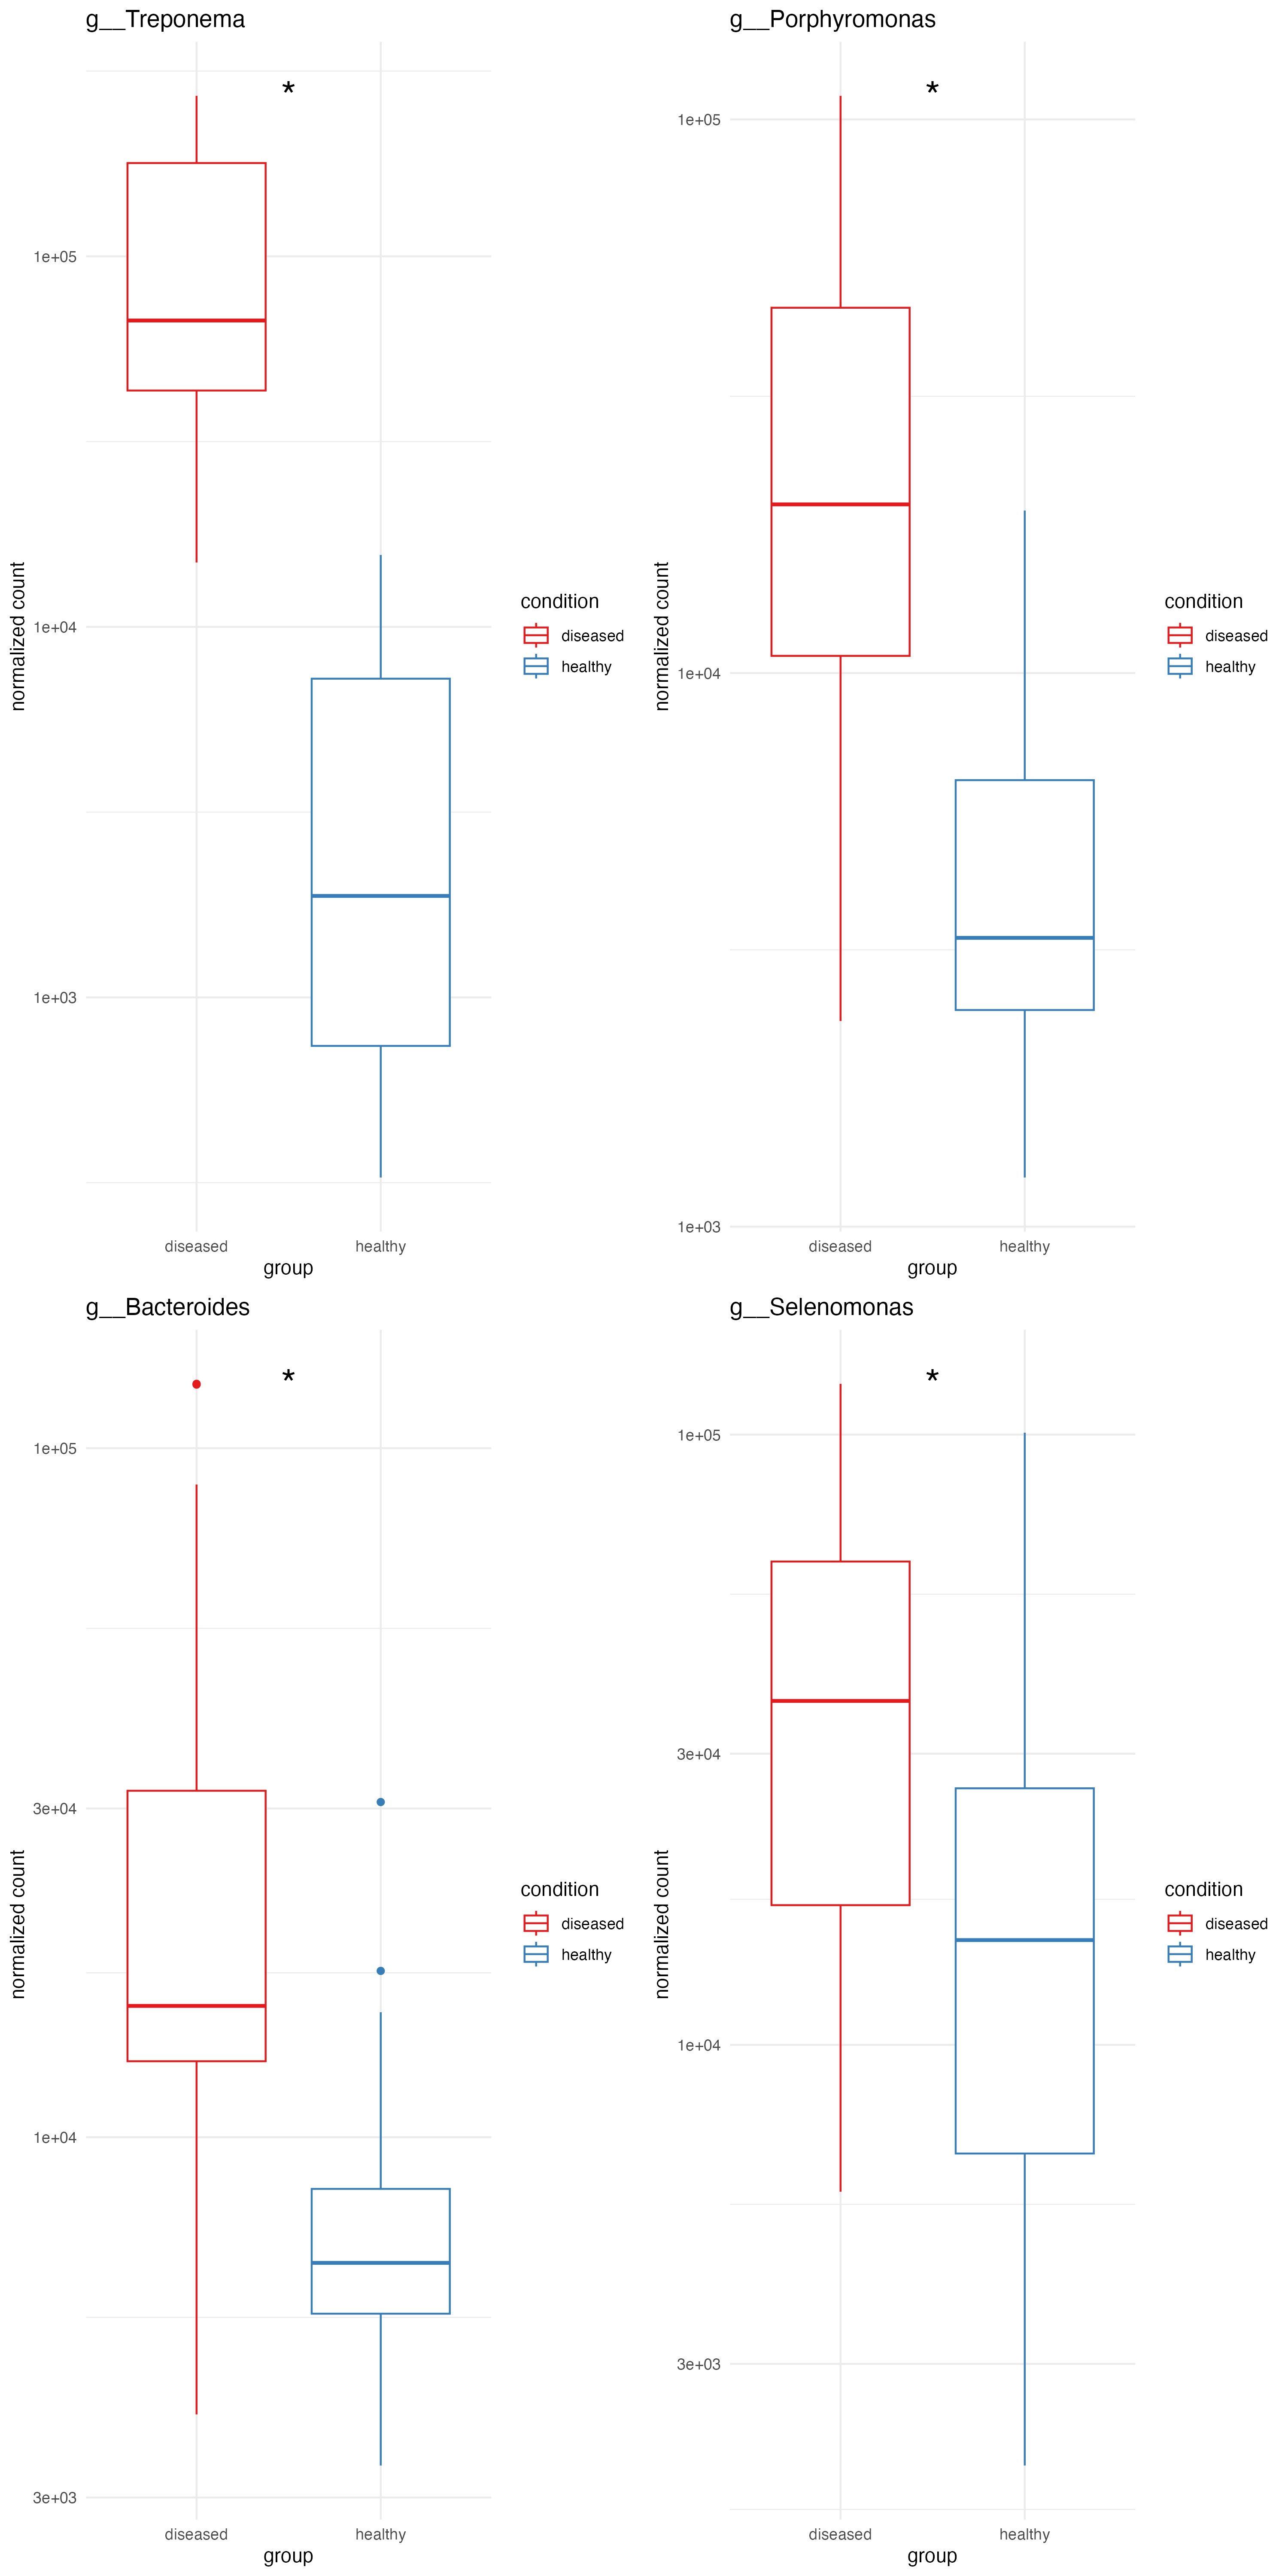 g__Treponema
*
1e+05
1e+04
1e+03
normalized count
diseased
healthy
group
condition
diseased
healthy
g__Porphyromonas
*
1e+05
1e+04
1e+03
normalized count
diseased
healthy
group
condition
diseased
healthy
g__Bacteroides
*
1e+05
3e+04
1e+04
3e+03
normalized count
diseased
healthy
group
condition
diseased
healthy
g__Selenomonas
*
1e+05
3e+04
1e+04
3e+03
normalized count
diseased
healthy
group
condition
diseased
healthy